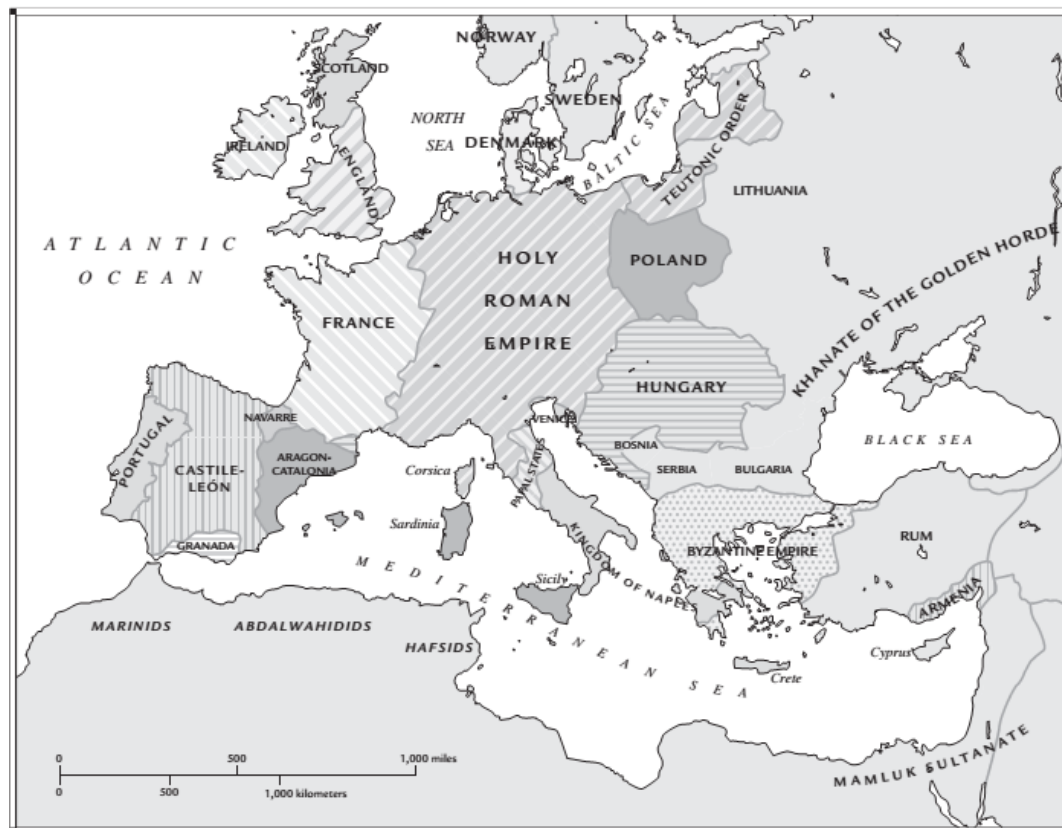 NORWAY
SCOTLAND
SWEDEN
NORTH
SEA
DENMARK
BALTIC SEA
TEUTONIC ORDER
IRELAND
ENGLAND
LITHUANIA
ATLANTIC
OCEAN
HOLY
ROMAN
EMPIRE
POLAND
KHANATE OF THE GOLDEN HORDE
FRANCE
HUNGARY
NAVARRE
VENICE
BLACK SEA
PORTUGAL
CASTILE-
LEÓN
ARAGON-
CATALONIA
Corsica
PAPAL STATES
BOSNIA
SERBIA
BULGARIA
Sardinia
KINGDOM OF NAPLES
GRANADA
BYZANTINE EMPIRE
RUM
Sicily
MEDITERRANEAN SEA
ARMENIA
MARINIDS
ABDALWAHIDIDS
HAFSIDS
Cyprus
Crete
MAMLUK SULTANATE
0 500 1,000 miles
0 500 1,000 kilometers